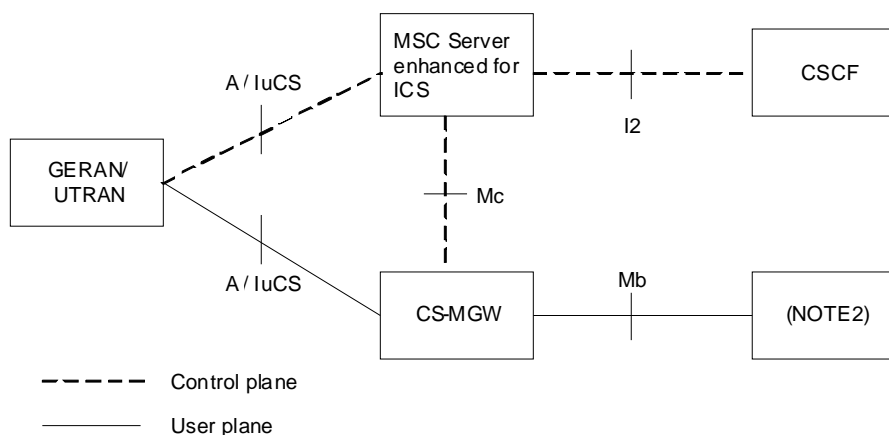 MSC Server
enhanced for
ICS
CSCF
A / IuCS
I2
GERAN/
UTRAN
Mc
A / IuCS
Mb
CS-MGW
(NOTE2)
Control plane
User plane